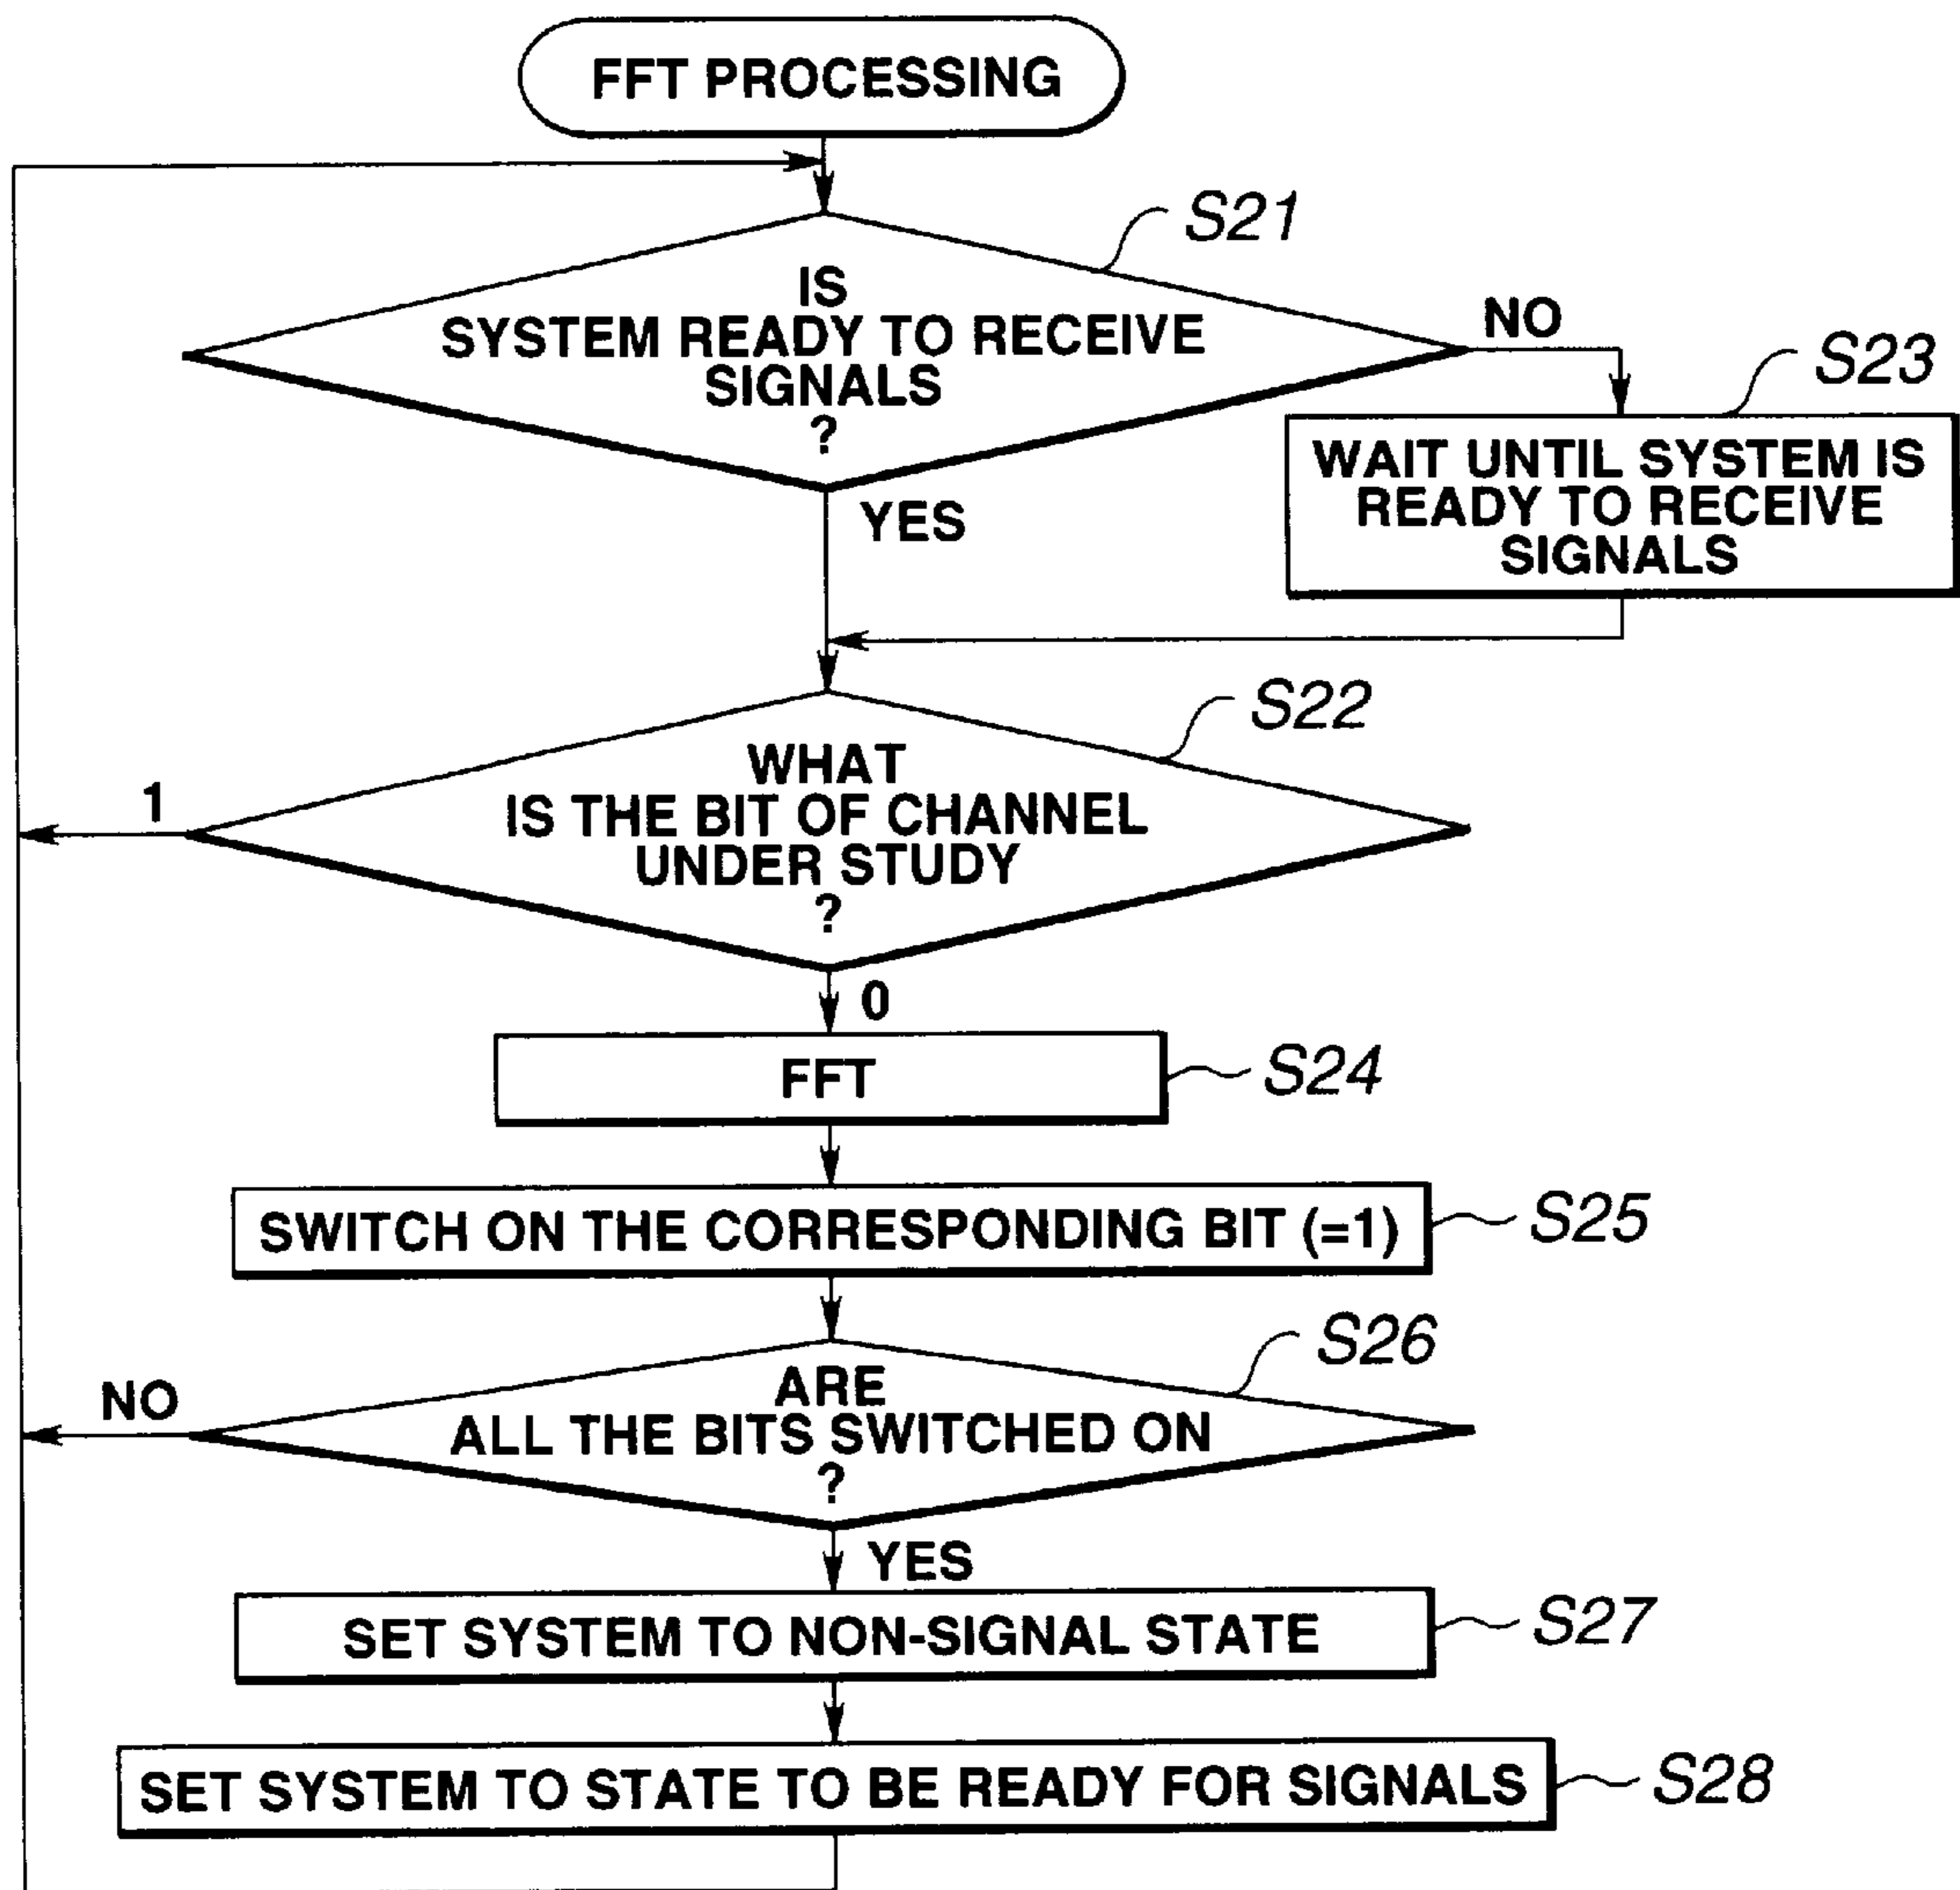 FFT PROCESSING
S21
IS
SYSTEM READY TO RECEIVE
SIGNALS
?
NO
S23
WAIT UNTIL SYSTEM IS
READY TO RECEIVE
SIGNALS
YES
S22
WHAT
IS THE BIT OF CHANNEL
UNDER STUDY
?
1
0
FFT
S24
SWITCH ON THE CORRESPONDING BIT (=1)
S25
S26
ARE
ALL THE BITS SWITCHED ON
?
NO
YES
SET SYSTEM TO NON-SIGNAL STATE
S27
SET SYSTEM TO STATE TO BE READY FOR SIGNALS
S28